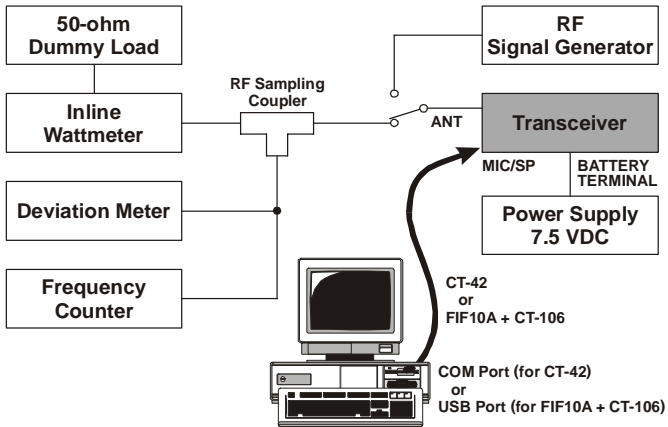 50-ohm
Dummy Load
RF
Signal Generator
RF Sampling
Coupler
Inline
Wattmeter
ANT
Transceiver
MIC/SP
BATTERY
TERMINAL
Deviation Meter
Power Supply
7.5 VDC
Frequency
Counter
CT-42
or
FIF10A + CT-106
COM Port (for CT-42)
or
USB Port (for FIF10A + CT-106)